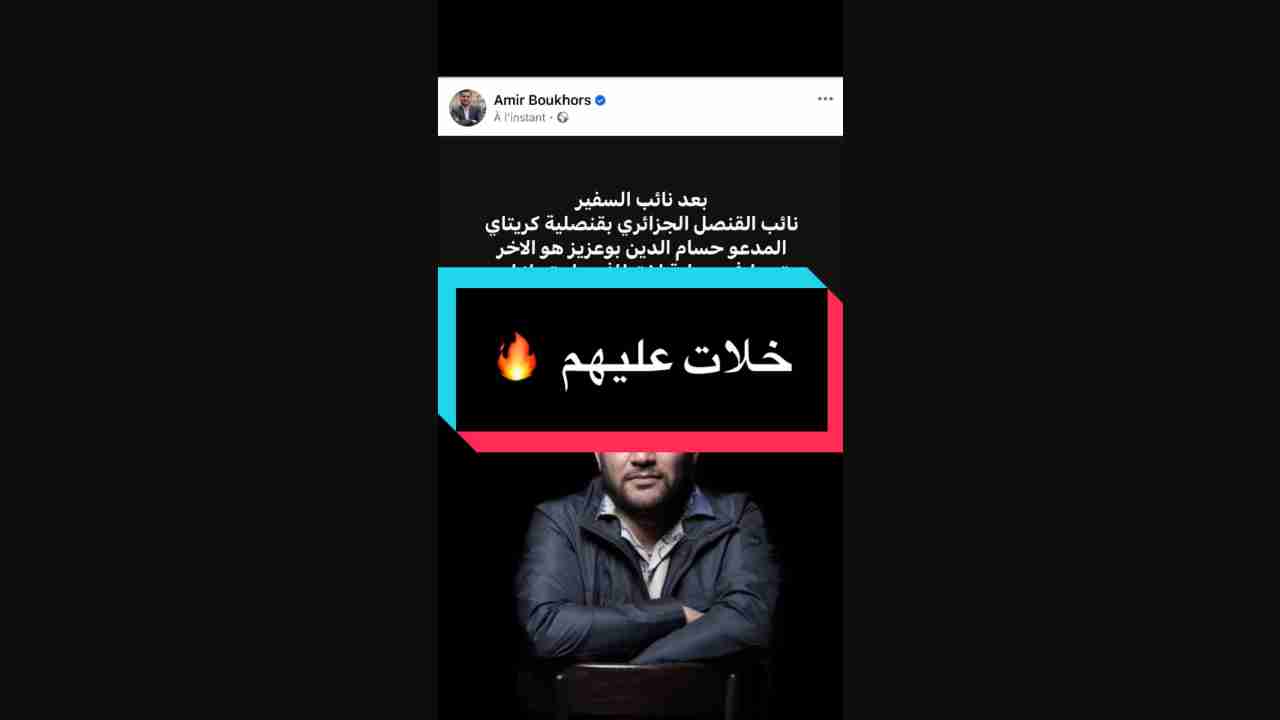 Amir Boukhors
À l'instant ·
بعد نائب السفير
نائب القنصل الجزائري بقنصلية كريتاي
المدعو حسام الدين بوعزيز هو الاخر
خلات عليهم 🔥